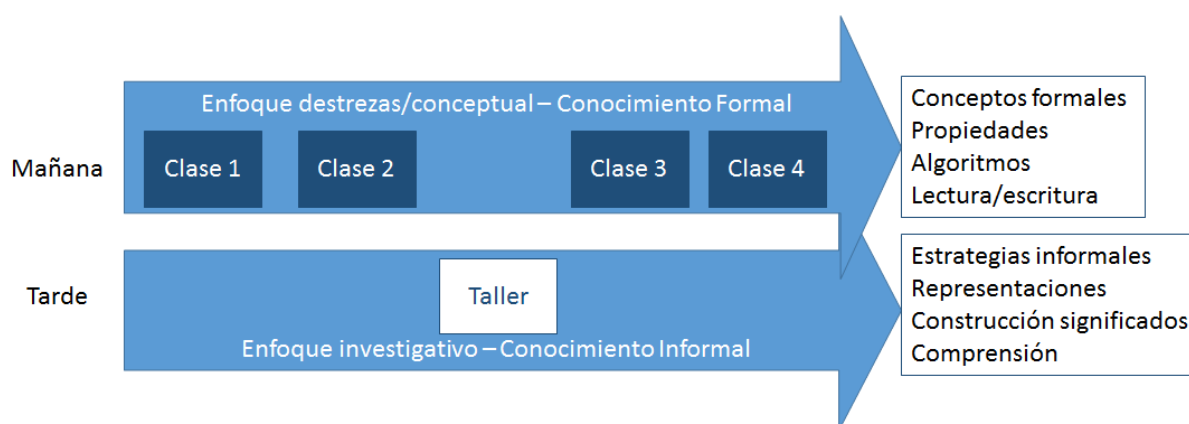 Enfoque destrezas/conceptual – Conocimiento Formal
Mañana
Clase 1
Clase 2
Clase 3
Clase 4
Conceptos formales
Propiedades
Algoritmos
Lectura/escritura
Tarde
Taller
Enfoque investigativo – Conocimiento Informal
Estrategias informales
Representaciones
Construcción significados
Comprensión